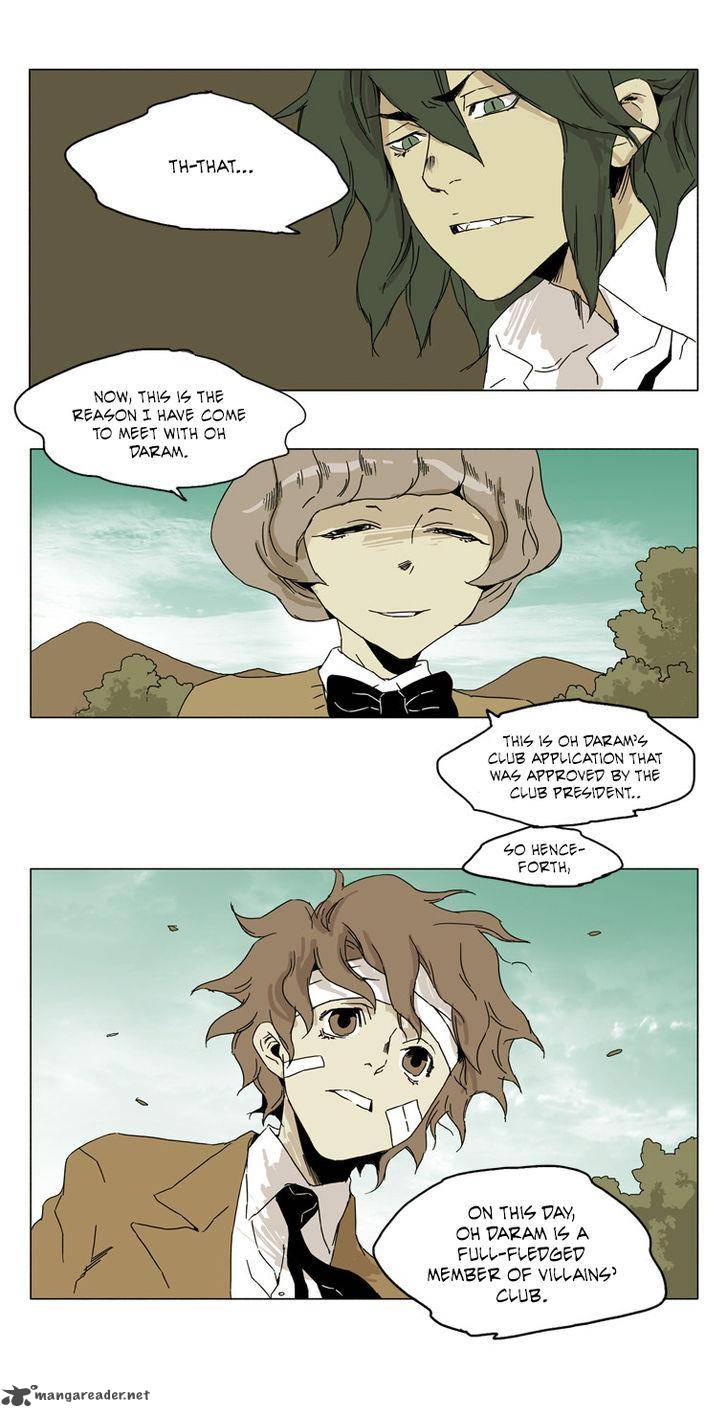 TH-THAT...
NOW, THIS IS THE
REASON I HAVE COME
TO MEET WITH OH
DARAM.
THIS IS OH DARAM'S
CLUB APPLICATION THAT
WAS APPROVED BY THE
CLUB PRESIDENT..
SO HENCE-
FORTH,
ON THIS DAY,
OH DARAM IS A
FULL-FLEDGED
MEMBER OF VILLAINS'
CLUB.
mangareader.net